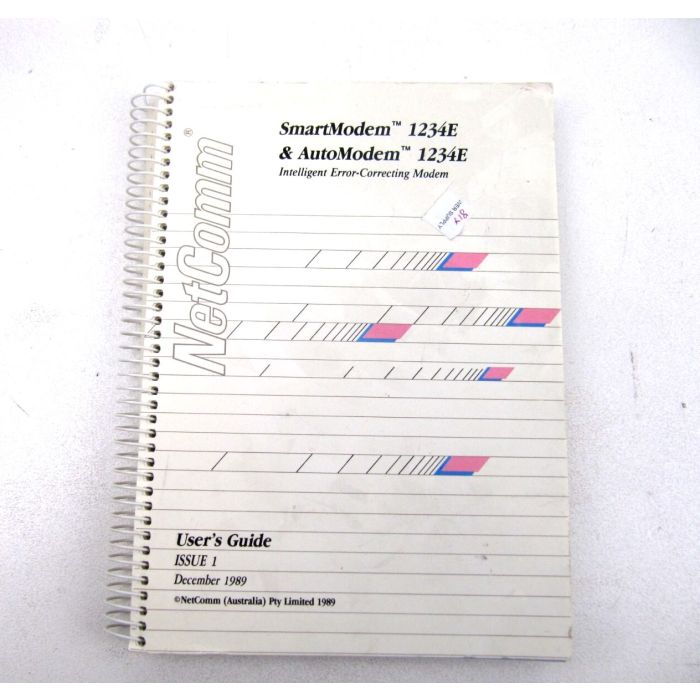 SmartModem™ 1234E
& AutoModem™ 1234E
Intelligent Error-Correcting Modem
NetComm®
User's Guide
ISSUE 1
December 1989
©NetComm (Australia) Pty Limited 1989